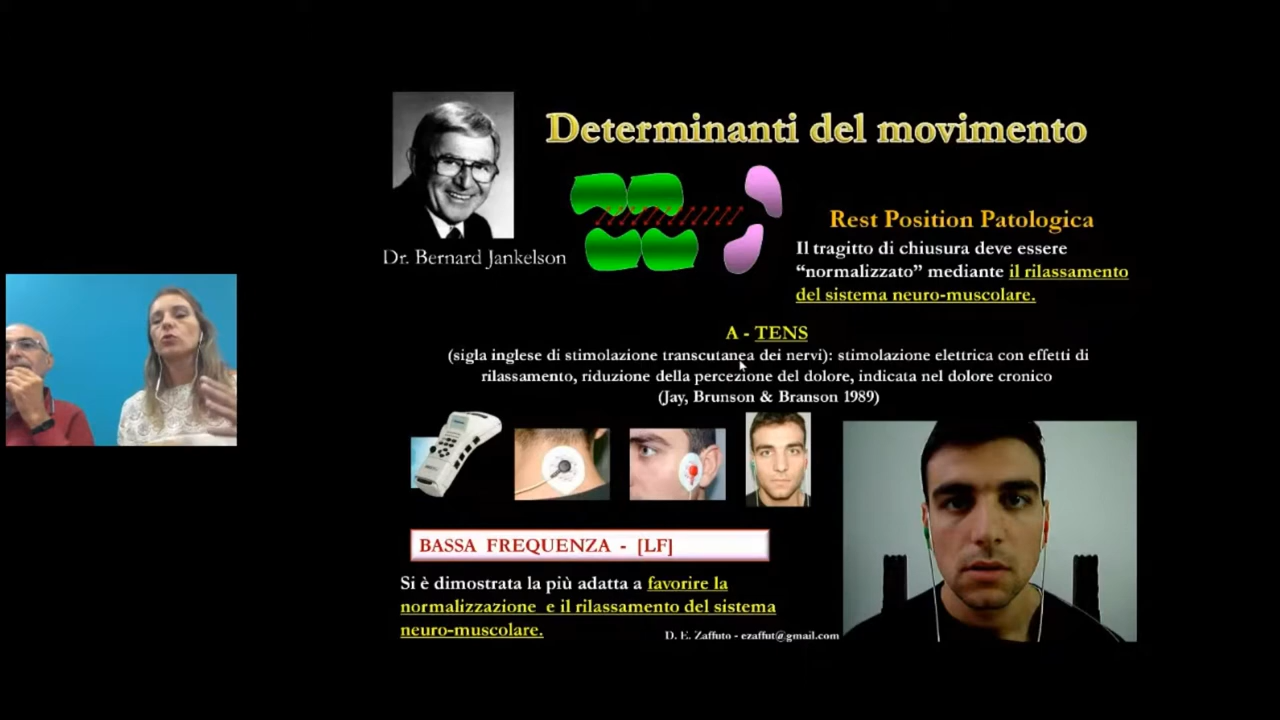 Determinanti del movimento
Dr. Bernard Jankelson
Rest Position Patologica
Il tragitto di chiusura deve essere
“normalizzato” mediante il rilassamento
del sistema neuro-muscolare.
A - TENS
(sigla inglese di stimolazione transcutanea dei nervi): stimolazione elettrica con effetti di
rilassamento, riduzione della percezione del dolore, indicata nel dolore cronico
(Jay, Brunson & Branson 1989)
BASSA FREQUENZA - [LF]
Si è dimostrata la più adatta a favorire la
normalizzazione e il rilassamento del sistema
neuro-muscolare.
D. E. Zaffuto - ezaffut@gmail.com